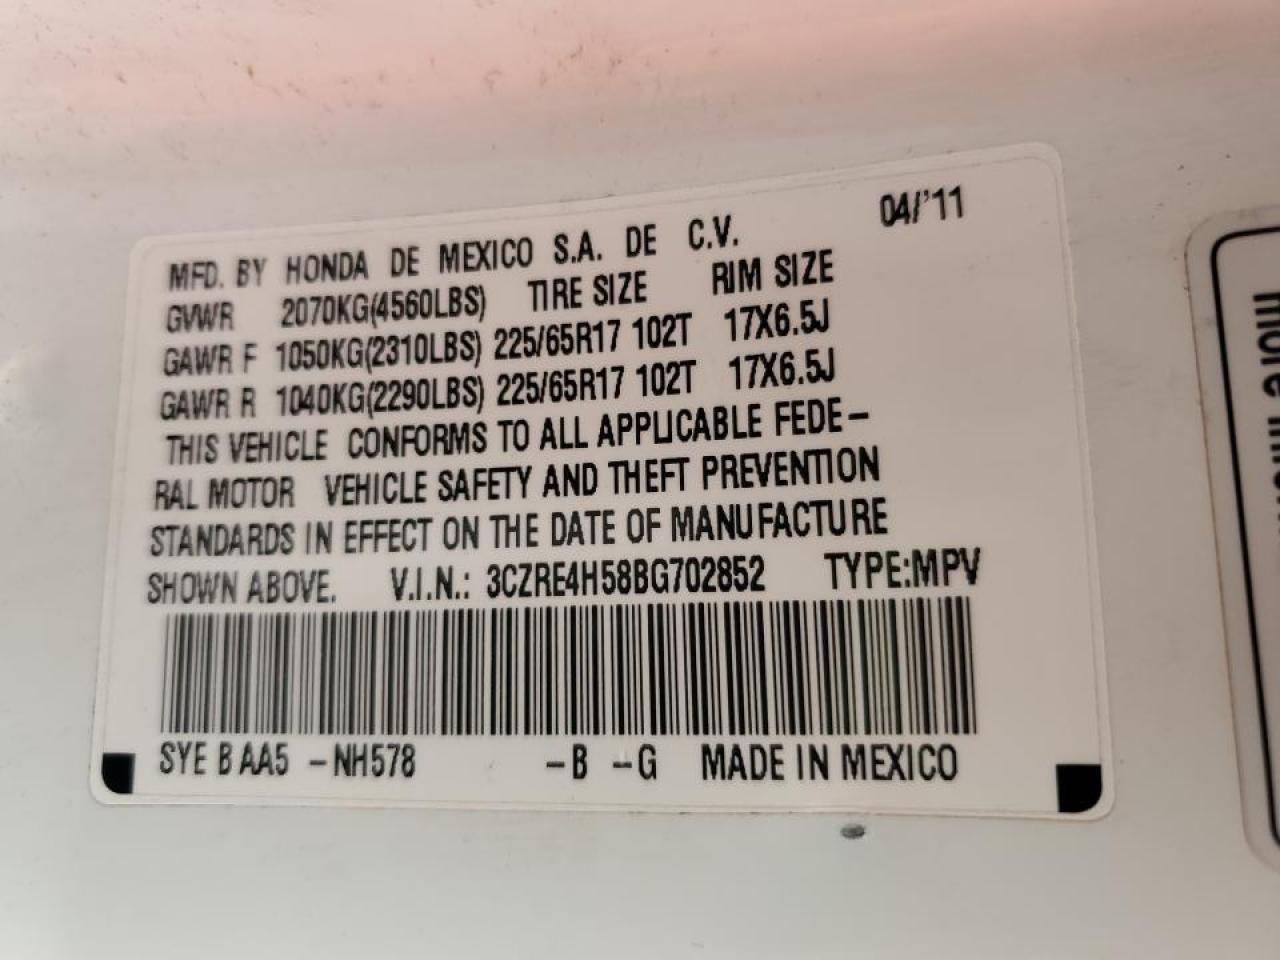 MFD. BY HONDA DE MEXICO S.A. DE C.V. 04/'11
GVWR 2070KG(4560LBS) TIRE SIZE RIM SIZE
GAWR F 1050KG(2310LBS) 225/65R17 102T 17X6.5J
GAWR R 1040KG(2290LBS) 225/65R17 102T 17X6.5J
THIS VEHICLE CONFORMS TO ALL APPLICABLE FEDE-
RAL MOTOR VEHICLE SAFETY AND THEFT PREVENTION
STANDARDS IN EFFECT ON THE DATE OF MANUFACTURE
SHOWN ABOVE. V.I.N.: 3CZRE4H58BG702852 TYPE:MPV
SYE B AA5 -NH578 -B -G MADE IN MEXICO
more